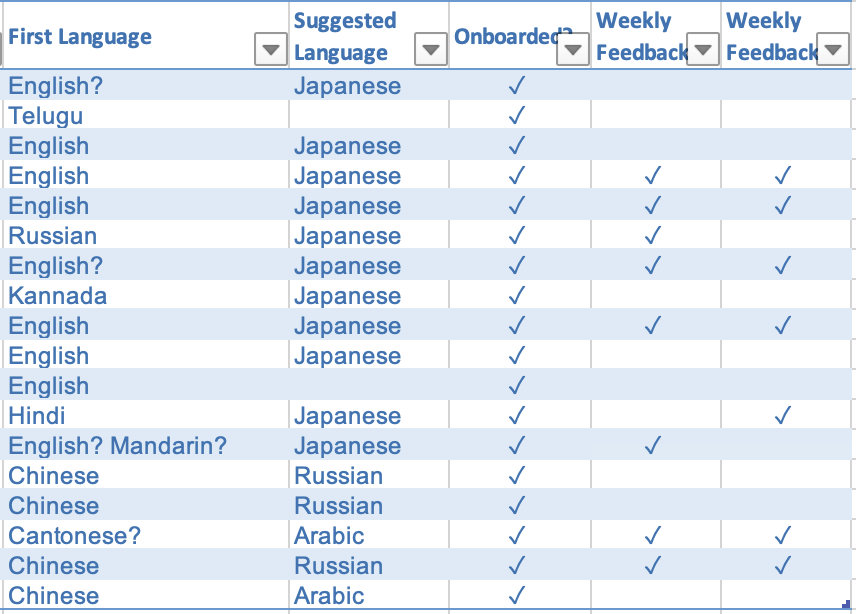 First Language Suggested Language Onboarded? Weekly Feedback Weekly Feedback
English? Japanese ✓
Telugu ✓
English Japanese ✓
English Japanese ✓ ✓ ✓
English Japanese ✓ ✓ ✓
Russian Japanese ✓ ✓
English? Japanese ✓ ✓ ✓
Kannada Japanese ✓
English Japanese ✓ ✓ ✓
English Japanese ✓
English ✓
Hindi Japanese ✓ ✓
English? Mandarin? Japanese ✓ ✓
Chinese Russian ✓
Chinese Russian ✓
Cantonese? Arabic ✓ ✓ ✓
Chinese Russian ✓ ✓ ✓
Chinese Arabic ✓